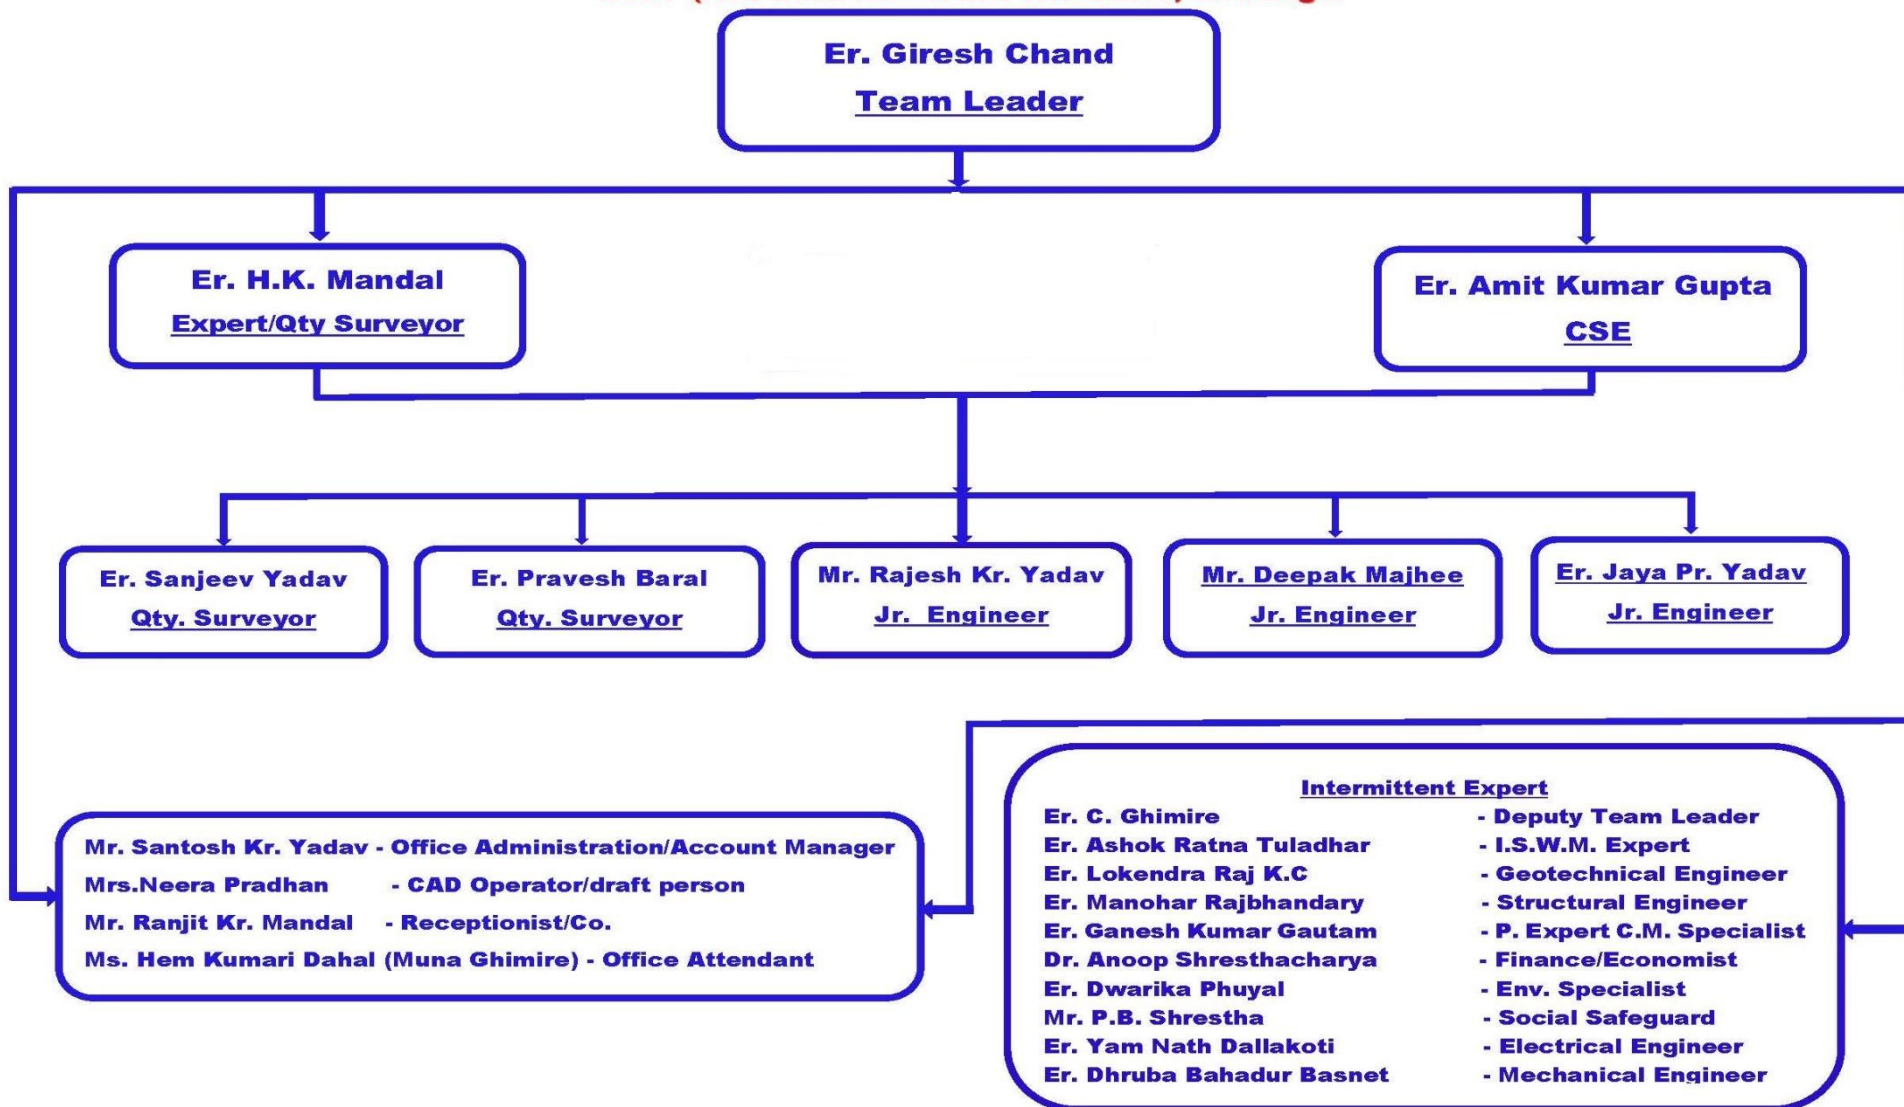 Er. Giresh Chand
Team Leader
Er. H.K. Mandal
Expert/Qty Surveyor
Er. Amit Kumar Gupta
CSE
Er. Sanjeev Yadav
Qty. Surveyor
Er. Pravesh Baral
Qty. Surveyor
Mr. Rajesh Kr. Yadav
Jr. Engineer
Mr. Deepak Majhee
Jr. Engineer
Er. Jaya Pr. Yadav
Jr. Engineer
Mr. Santosh Kr. Yadav - Office Administration/Account Manager
Mrs.Neera Pradhan - CAD Operator/draft person
Mr. Ranjit Kr. Mandal - Receptionist/Co.
Ms. Hem Kumari Dahal (Muna Ghimire) - Office Attendant
Intermittent Expert
Er. C. Ghimire - Deputy Team Leader
Er. Ashok Ratna Tuladhar - I.S.W.M. Expert
Er. Lokendra Raj K.C - Geotechnical Engineer
Er. Manohar Rajbhandary - Structural Engineer
Er. Ganesh Kumar Gautam - P. Expert C.M. Specialist
Dr. Anoop Shresthacharya - Finance/Economist
Er. Dwarika Phuyal - Env. Specialist
Mr. P.B. Shrestha - Social Safeguard
Er. Yam Nath Dallakoti - Electrical Engineer
Er. Dhruba Bahadur Basnet - Mechanical Engineer